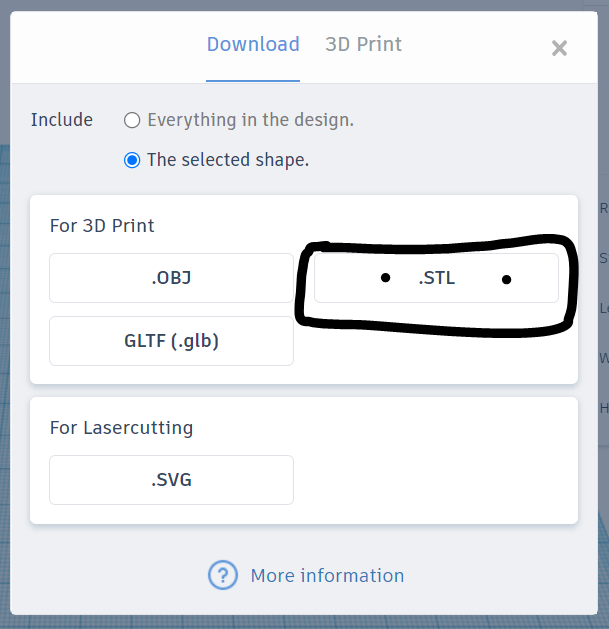 Download 3D Print
Include Everything in the design.
The selected shape.
For 3D Print
.OBJ .STL
GLTF (.glb)
For Lasercutting
.SVG
? More information